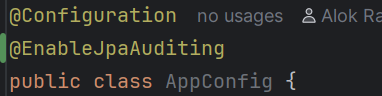 @Configuration no usages Alok Ra
@EnableJpaAuditing
public class AppConfig {